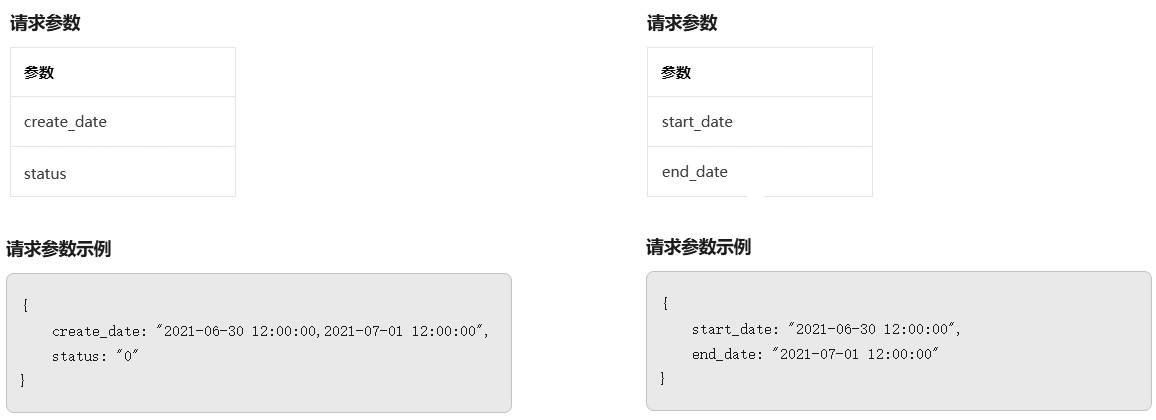 请求参数
参数
create_date
status
请求参数示例
{
create_date: "2021-06-30 12:00:00,2021-07-01 12:00:00",
status: "0"
}
请求参数
参数
start_date
end_date
请求参数示例
{
start_date: "2021-06-30 12:00:00",
end_date: "2021-07-01 12:00:00"
}